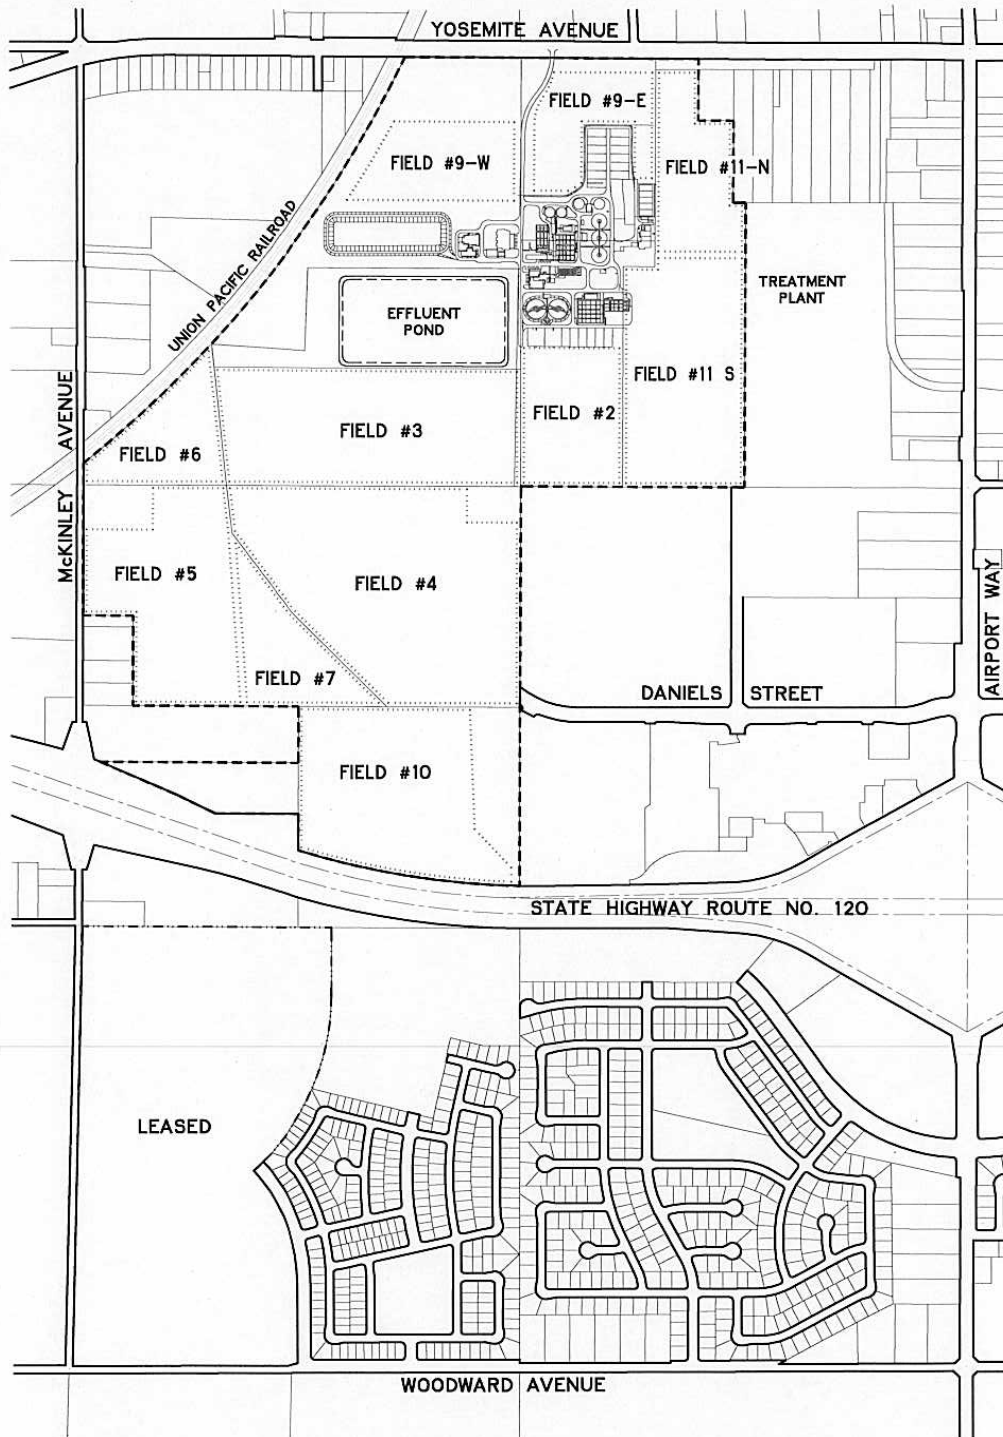 YOSEMITE AVENUE
FIELD #9-E
FIELD #9-W
FIELD #11-N
UNION PACIFIC RAILROAD
TREATMENT
PLANT
EFFLUENT
POND
FIELD #11 S
McKINLEY AVENUE
FIELD #2
FIELD #3
FIELD #6
FIELD #5
FIELD #4
AIRPORT WAY
FIELD #7
DANIELS STREET
FIELD #10
STATE HIGHWAY ROUTE NO. 120
LEASED
WOODWARD AVENUE